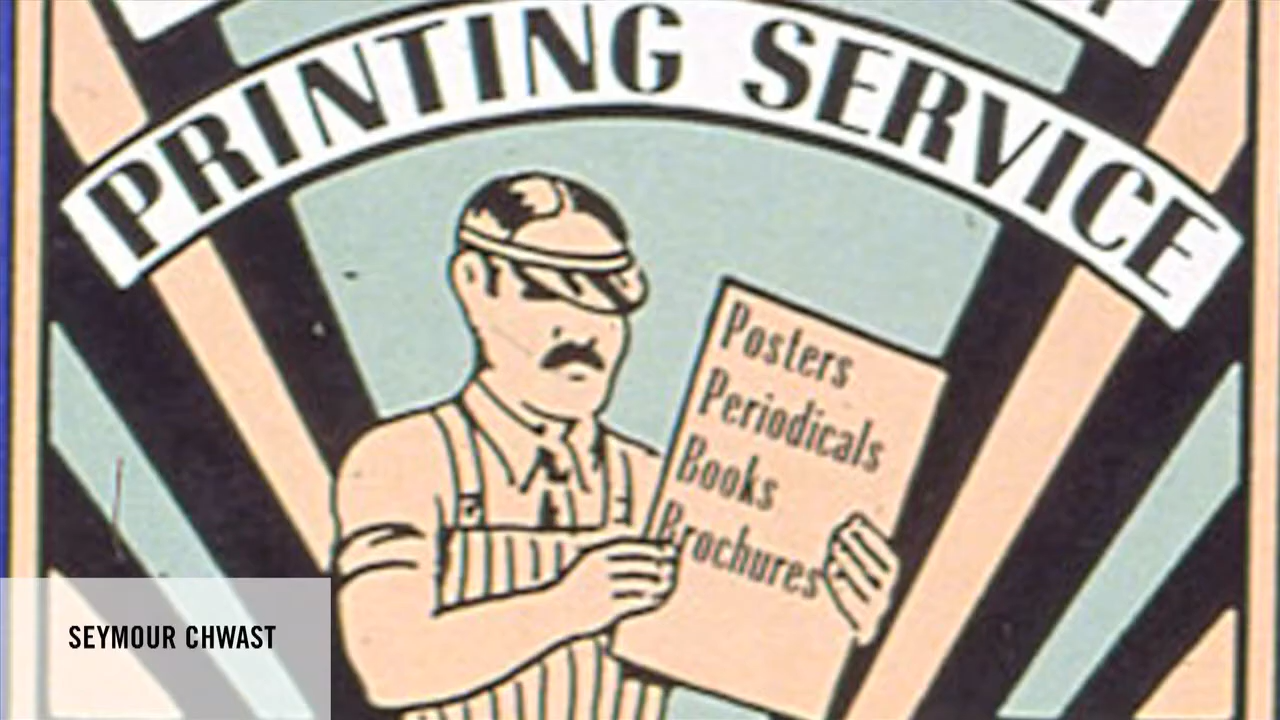 PRINTING SERVICE
Posters
Periodicals
Books
Brochures
SEYMOUR CHWAST